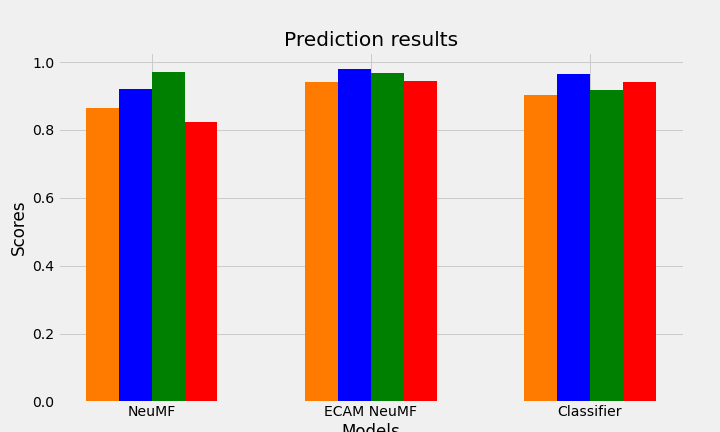 Prediction results
1.0
0.8
0.6
0.4
0.2
0.0
Scores
NeuMF
ECAM NeuMF
Classifier
Models